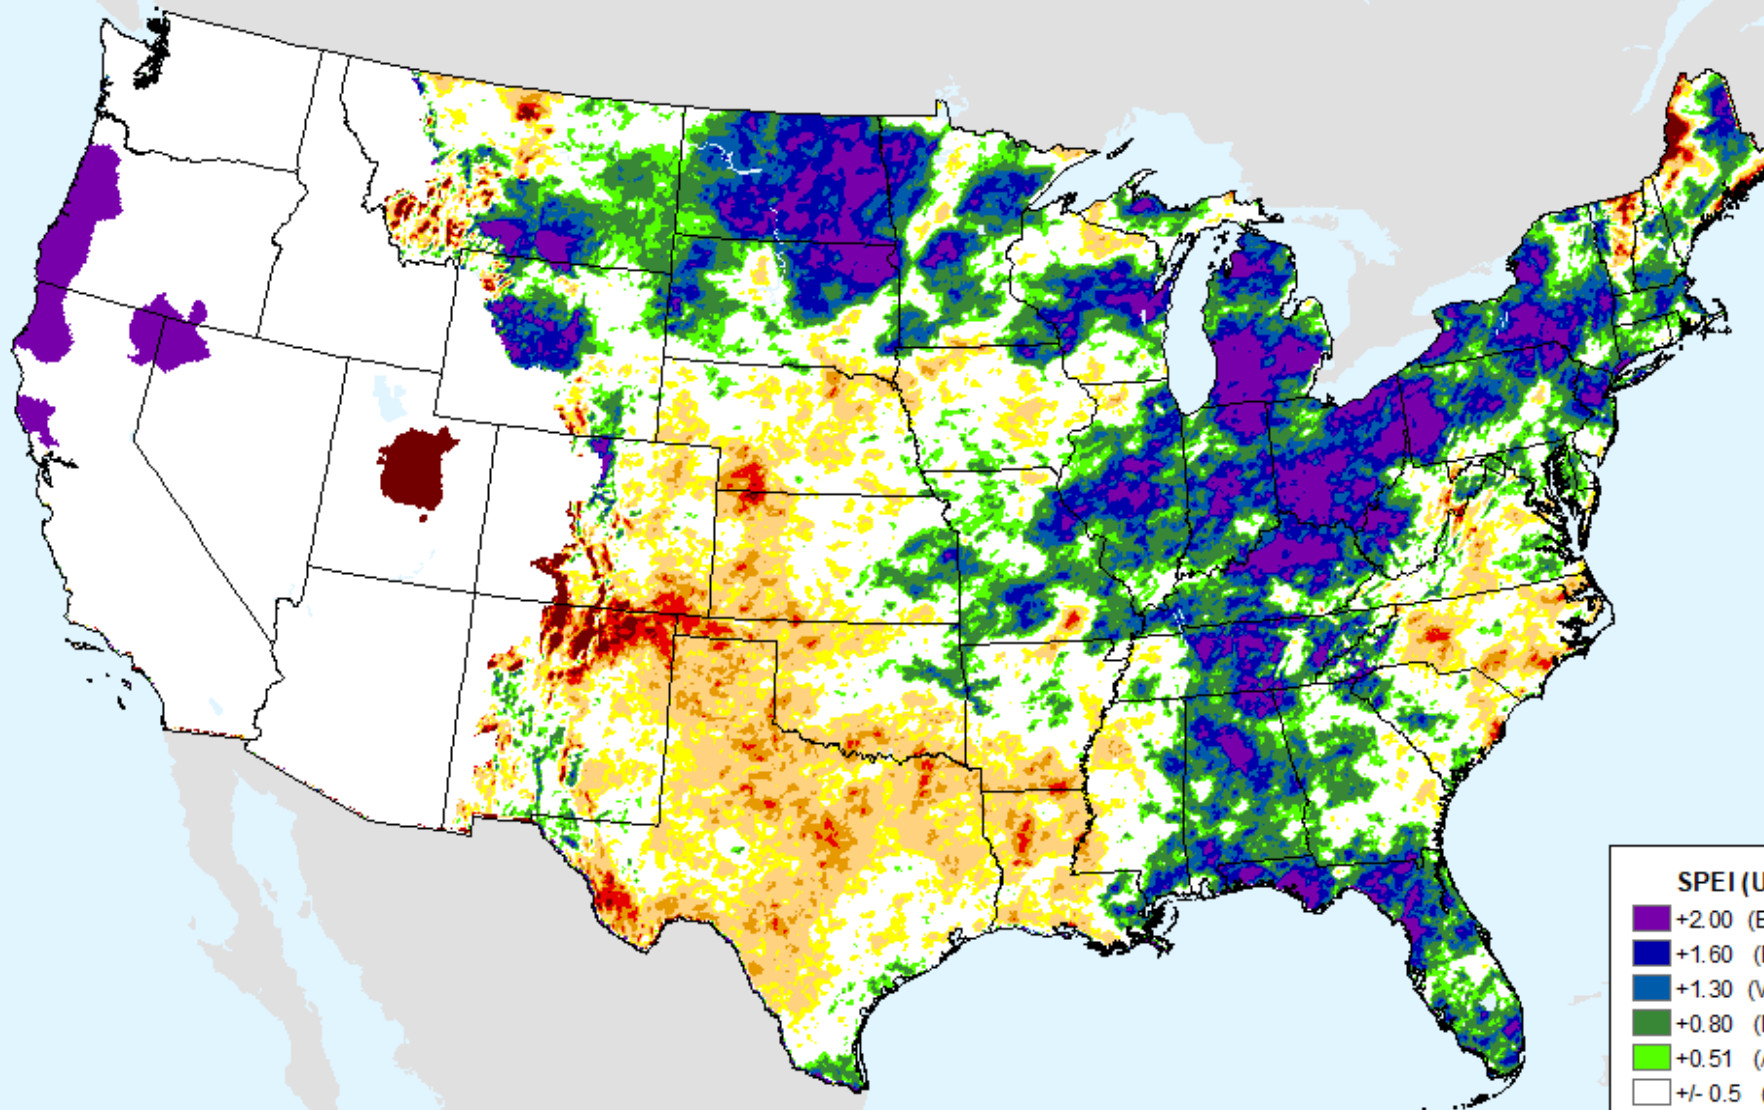 SPEI (U
+2.00 (E
+1.60 (
+1.30 (V
+0.80 (
+0.51 (
+/- 0.5 (